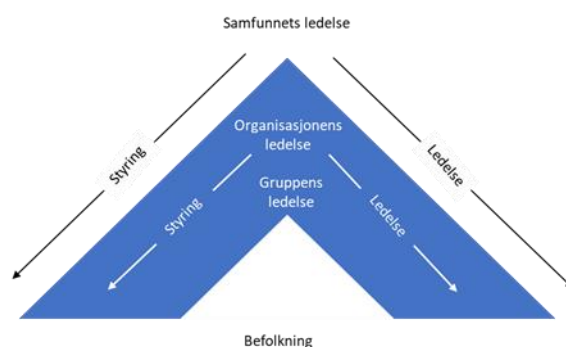 Samfunnets ledelse
Organisasjonens
ledelse
Styring
Ledelse
Gruppens
ledelse
Styring
Ledelse
Befolkning